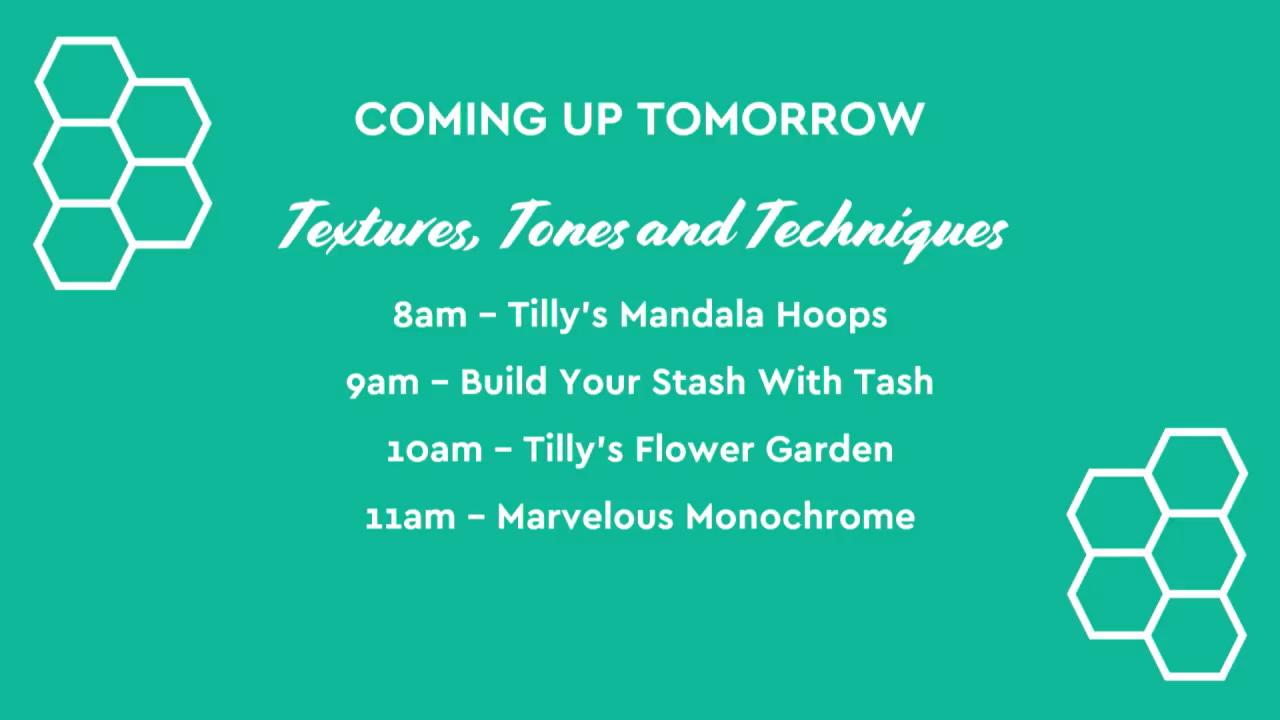 COMING UP TOMORROW
Textures, Tones and Techniques
8am – Tilly's Mandala Hoops
9am – Build Your Stash With Tash
10am – Tilly's Flower Garden
11am – Marvelous Monochrome